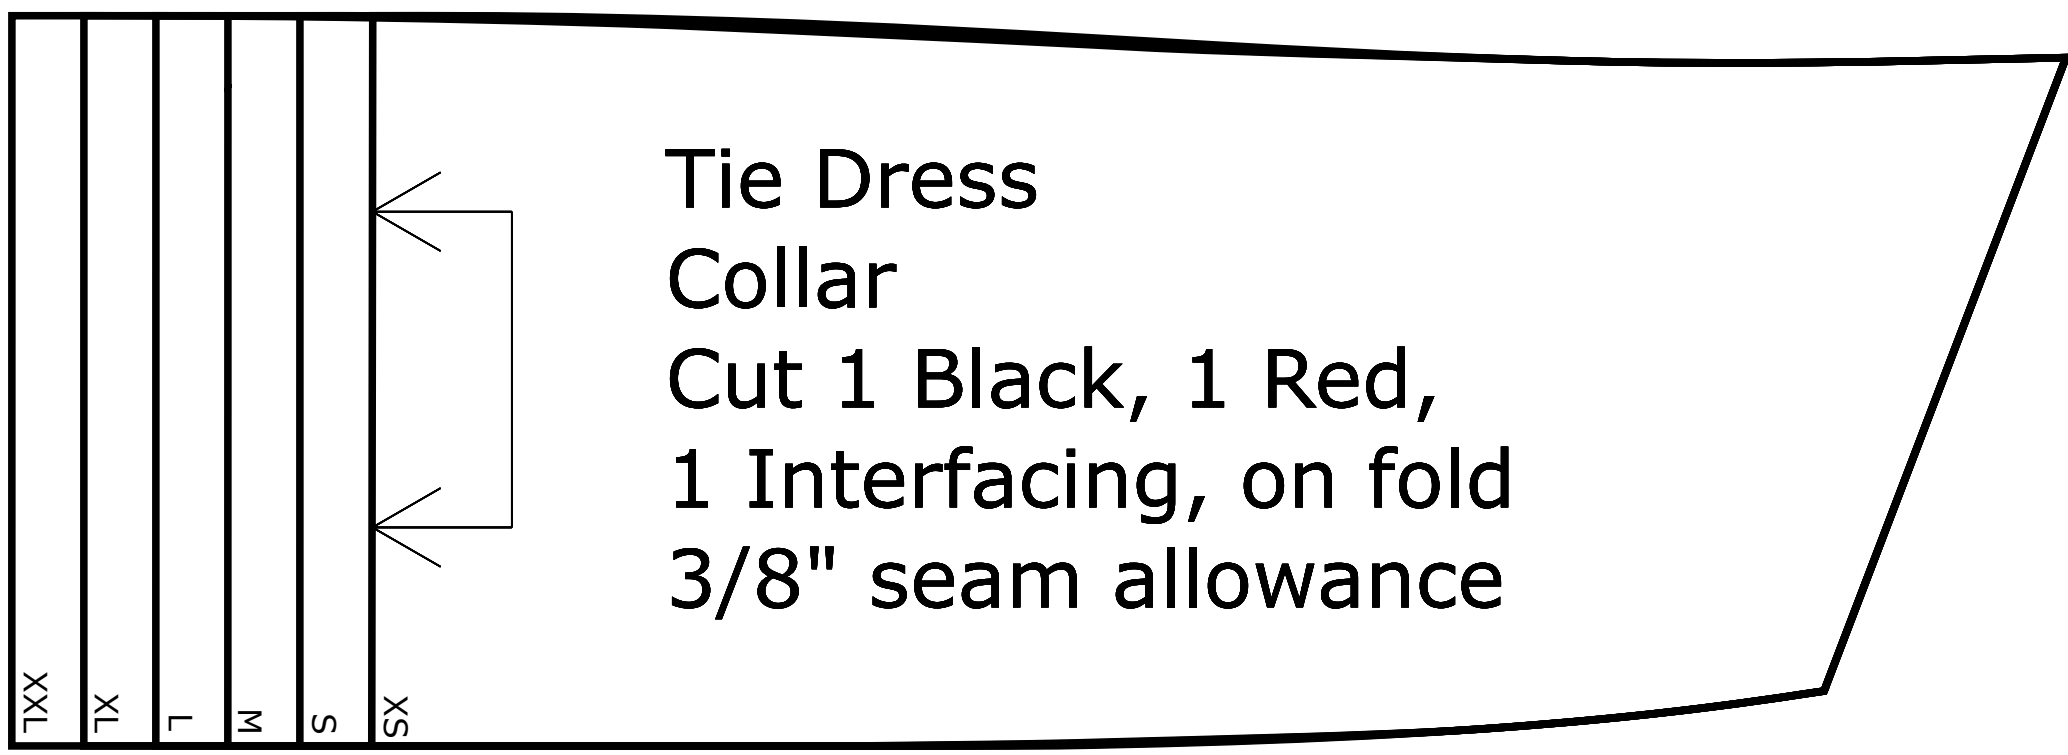 Tie Dress
Collar
Cut 1 Black, 1 Red,
1 Interfacing, on fold
3/8" seam allowance
XXL
XL
L
M
S
XS